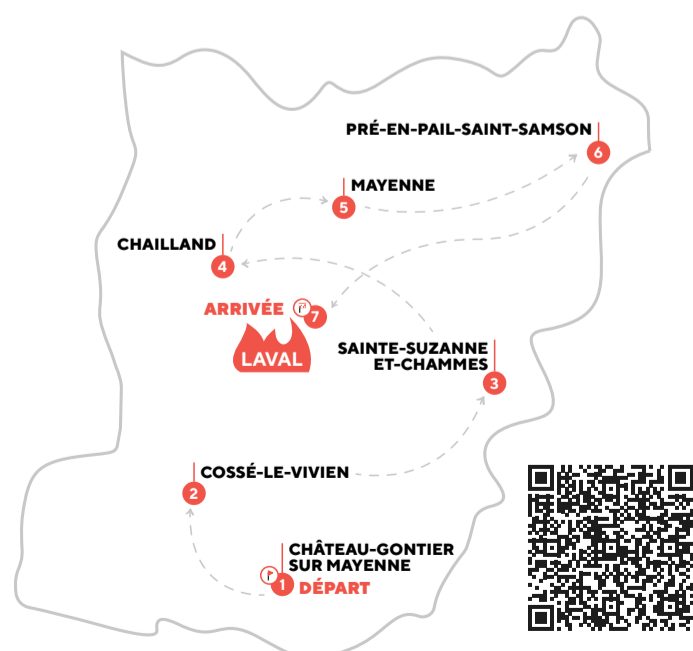 PRÉ-EN-PAIL-SAINT-SAMSON
6
MAYENNE
5
CHAILLAND
4
ARRIVÉE
7
LAVAL
SAINTE-SUZANNE
ET-CHAMMES
3
COSSÉ-LE-VIVIEN
2
CHÂTEAU-GONTIER
SUR MAYENNE
1
DÉPART